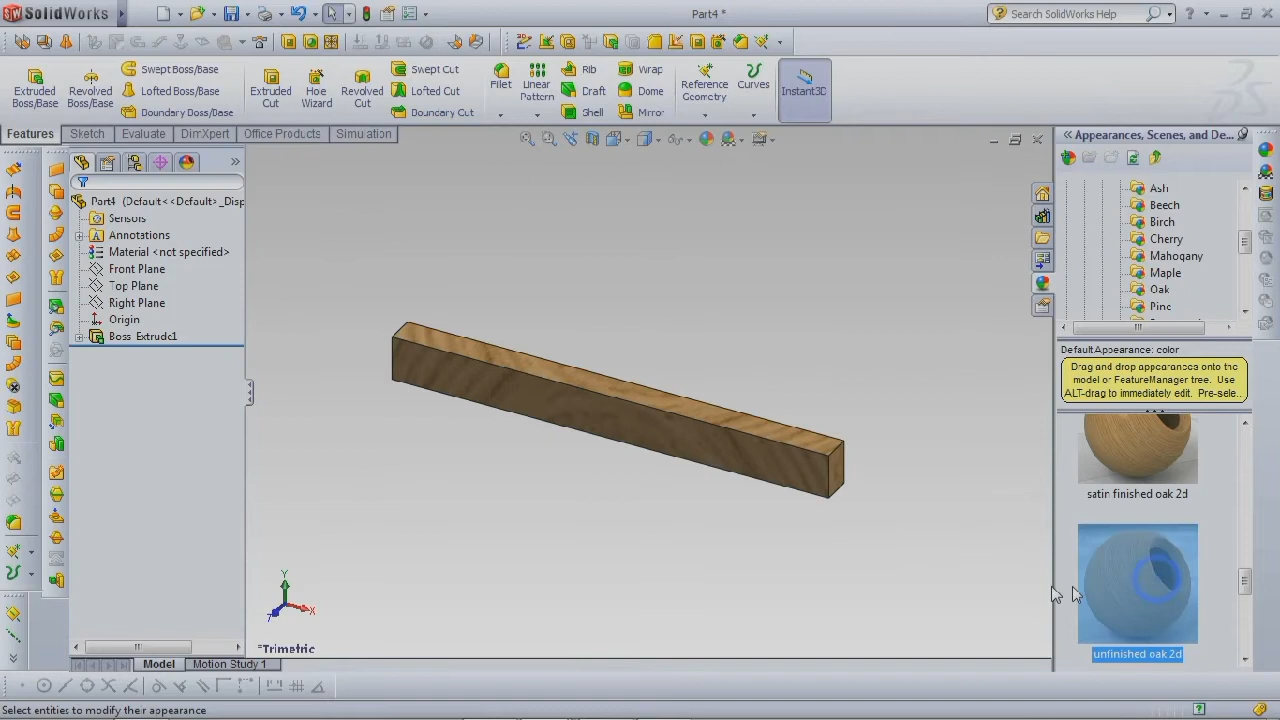 SolidWorks
Part4 *
Search SolidWorks Help
Extruded Boss/Base
Revolved Boss/Base
Swept Boss/Base
Lofted Boss/Base
Boundary Boss/Base
Extruded Cut
Hole Wizard
Revolved Cut
Swept Cut
Lofted Cut
Boundary Cut
Fillet
Linear Pattern
Rib
Draft
Shell
Wrap
Dome
Mirror
Reference Geometry
Curves
Instant3D
Features
Sketch
Evaluate
DimXpert
Office Products
Simulation
Appearances, Scenes, and De...
Part4 (Default<<Default>_Disp
Sensors
Annotations
Material <not specified>
Front Plane
Top Plane
Right Plane
Origin
Boss-Extrude1
Ash
Beech
Birch
Cherry
Mahogany
Maple
Oak
Pine
Default Appearance: color
Drag and drop appearances onto the
model or FeatureManager tree. Use
ALT-drag to immediately edit. Pre-sele..
satin finished oak 2d
unfinished oak 2d
Y
X
Z
*Trimetric
Model
Motion Study 1
Select entities to modify their appearance